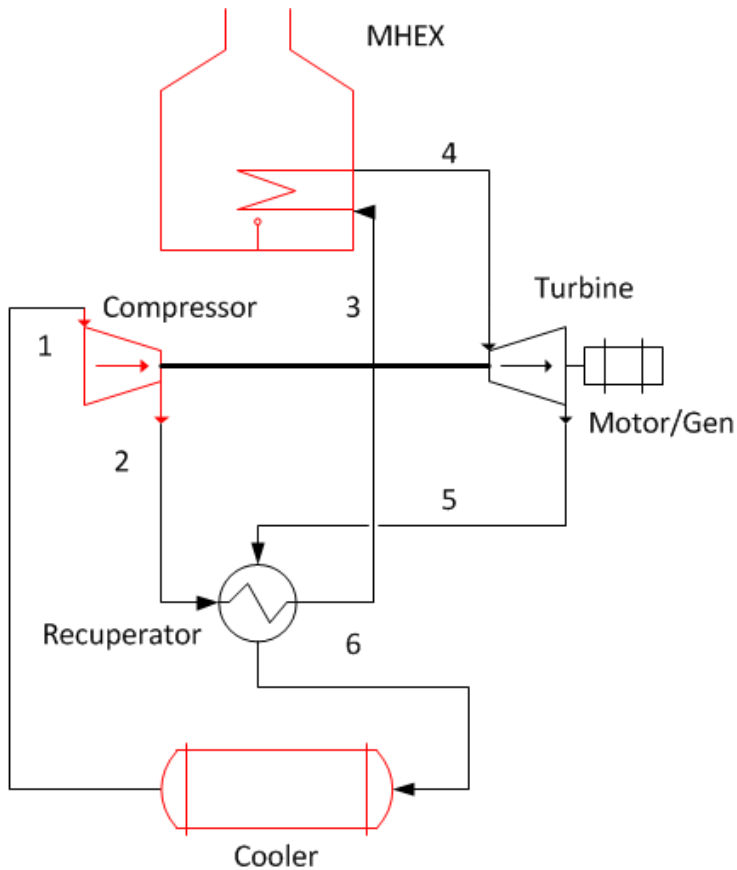 MHEX
4
Turbine
Compressor
3
1
Motor/Gen
2
5
Recuperator
6
Cooler